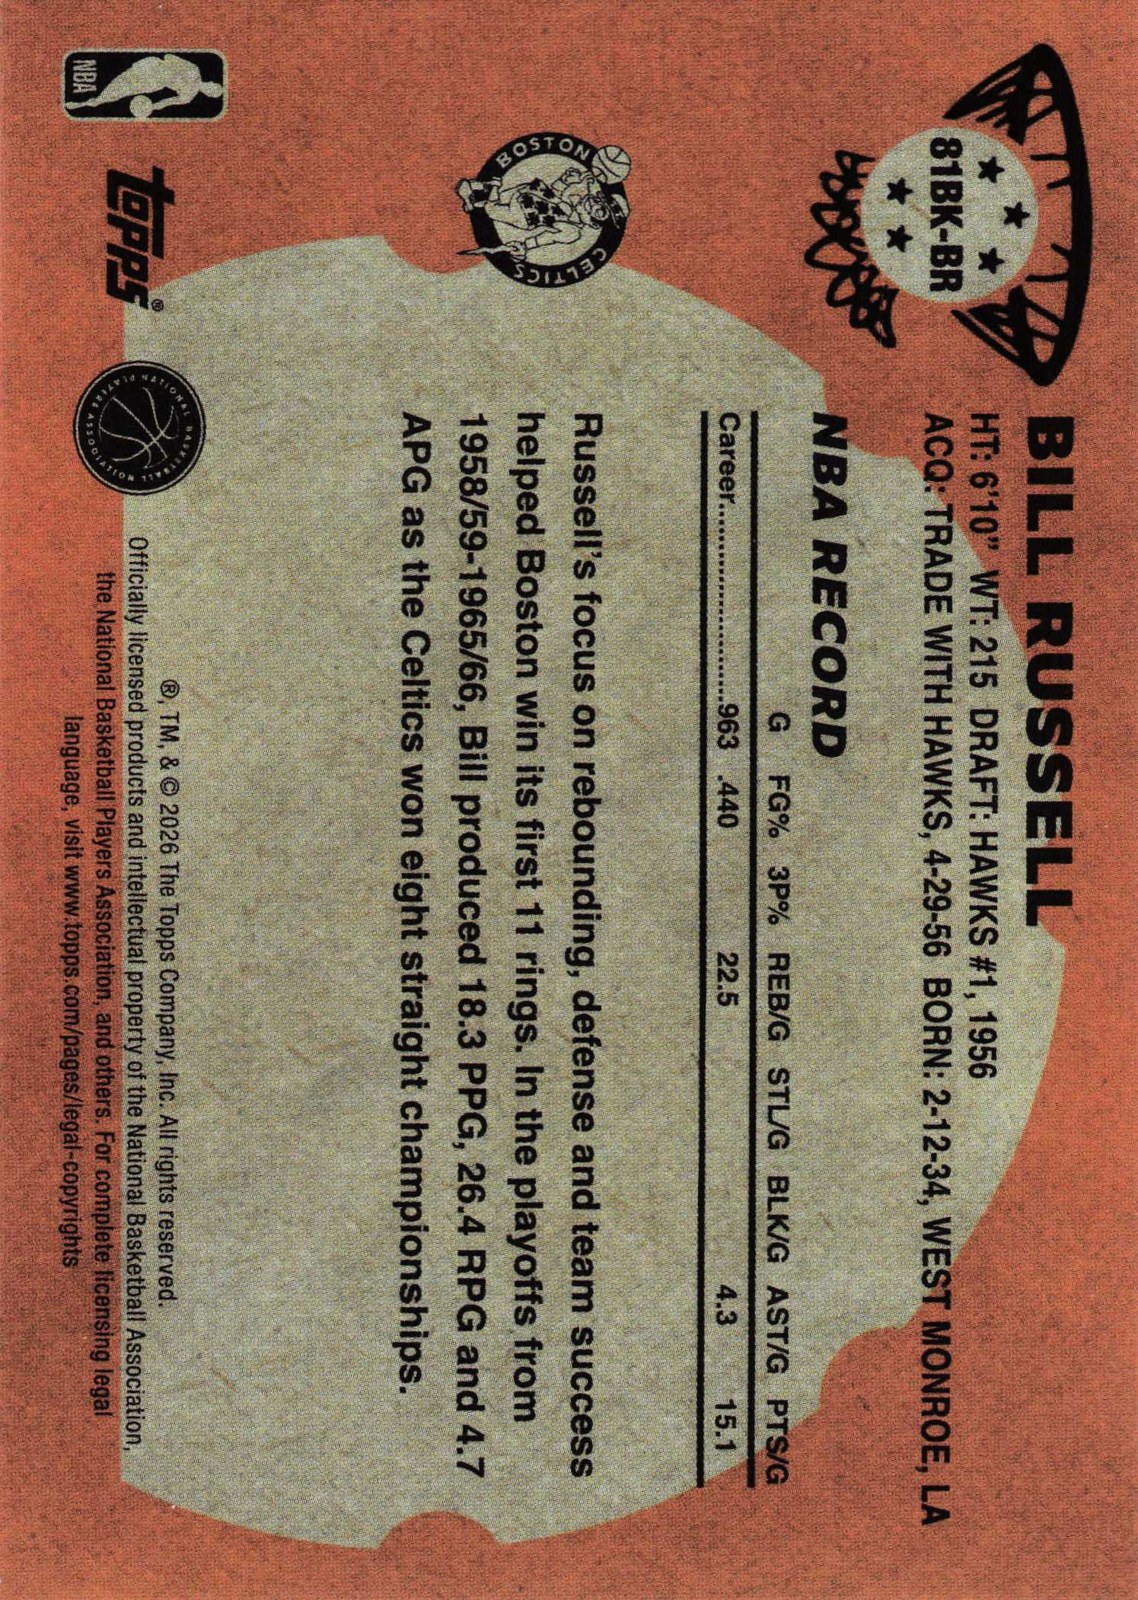 81BK-BR
BILL RUSSELL
HT: 6'10" WT: 215 DRAFT: HAWKS #1, 1956
ACQ: TRADE WITH HAWKS, 4-29-56 BORN: 2-12-34, WEST MONROE, LA
NBA RECORD
G FG% 3P% REB/G STL/G BLK/G AST/G PTS/G
Career........................963 .440 22.5 4.3 15.1
Russell's focus on rebounding, defense and team success
helped Boston win its first 11 rings. In the playoffs from
1958/59-1965/66, Bill produced 18.3 PPG, 26.4 RPG and 4.7
APG as the Celtics won eight straight championships.
BOSTON
CELTICS
NBA
topps®
NATIONAL BASKETBALL
PLAYERS ASSOCIATION
®, TM, & © 2026 The Topps Company, Inc. All rights reserved.
Officially licensed products and intellectual property of the National Basketball Association,
the National Basketball Players Association, and others. For complete licensing legal
language, visit www.topps.com/pages/legal-copyrights